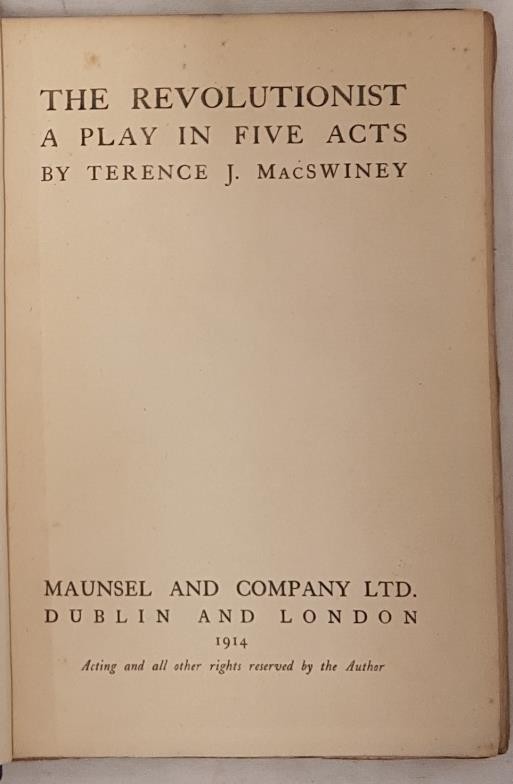 THE REVOLUTIONIST
A PLAY IN FIVE ACTS
BY TERENCE J. MACSWINEY
MAUNSEL AND COMPANY LTD.
DUBLIN AND LONDON
1914
Acting and all other rights reserved by the Author